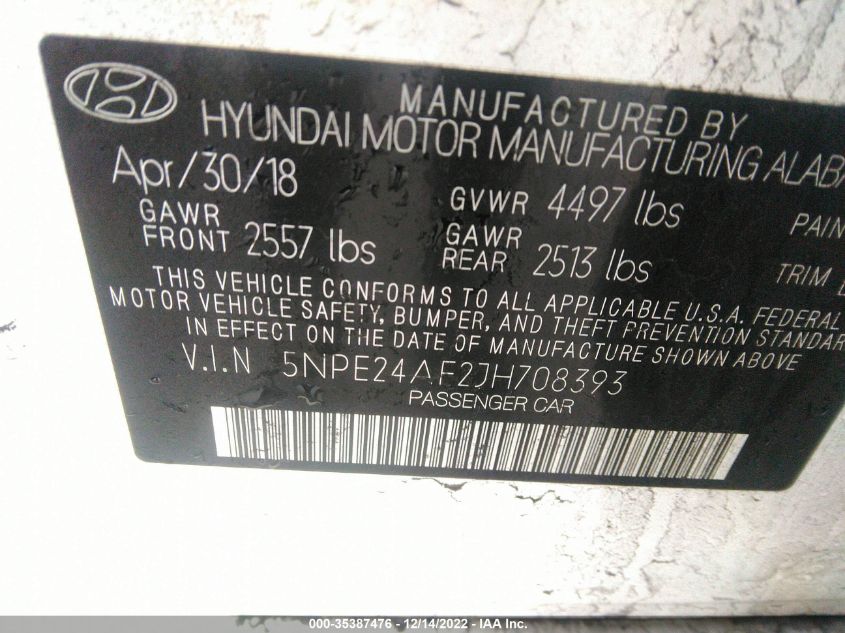 MANUFACTURED BY
HYUNDAI MOTOR MANUFACTURING ALABA
Apr/30/18 GVWR 4497 lbs PAIN
GAWR FRONT 2557 lbs GAWR REAR 2513 lbs TRIM
THIS VEHICLE CONFORMS TO ALL APPLICABLE U.S.A. FEDERAL
MOTOR VEHICLE SAFETY, BUMPER, AND THEFT PREVENTION STANDAR
IN EFFECT ON THE DATE OF MANUFACTURE SHOWN ABOVE
V.I.N 5NPE24AF2JH708393
PASSENGER CAR
000-35387476 - 12/14/2022 - IAA Inc.